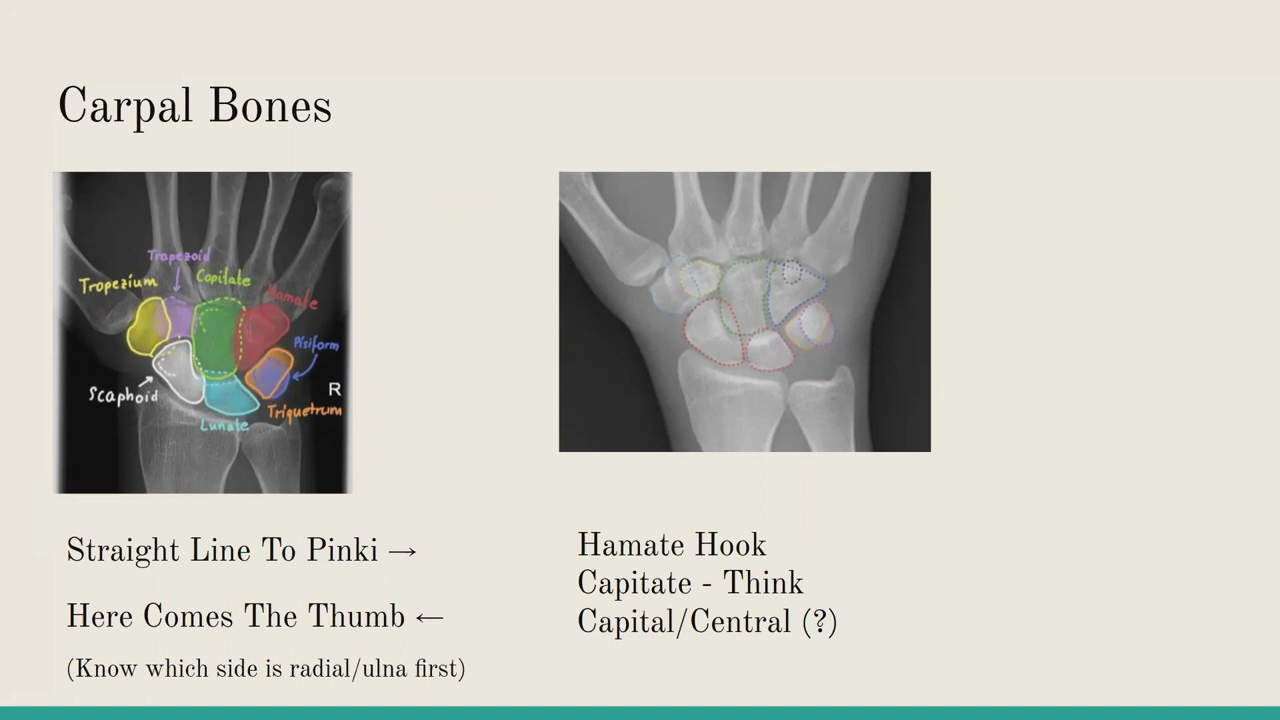 Carpal Bones
Trapezoid
Trapezium
Capitate
Hamate
Pisiform
Scaphoid
R
Triquetrum
Lunate
Straight Line To Pinki →
Here Comes The Thumb ←
(Know which side is radial/ulna first)
Hamate Hook
Capitate - Think
Capital/Central (?)